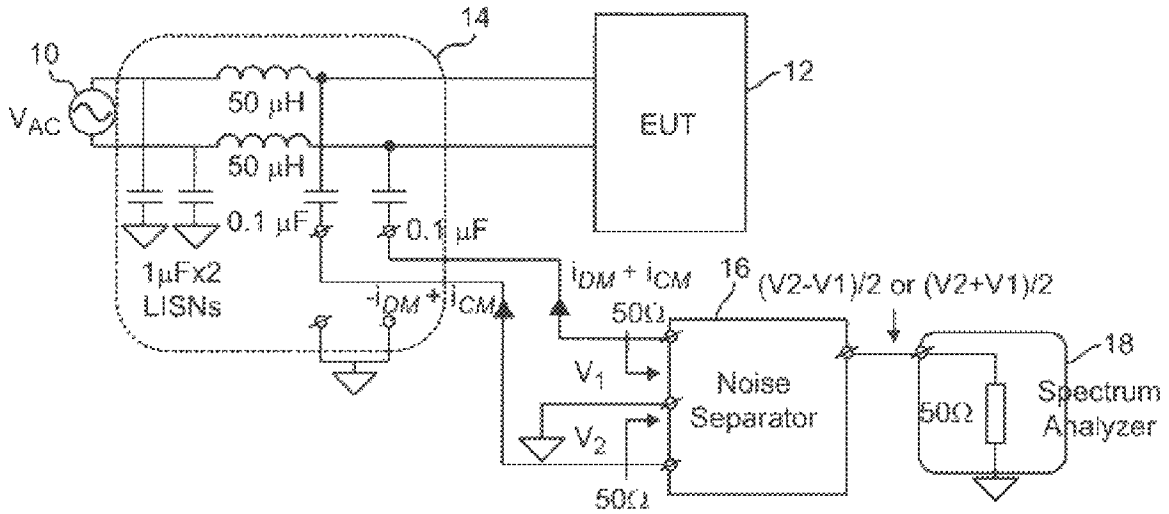 14
10
V_AC
50 μH
50 μH
12
EUT
0.1 μF
0.1 μF
1μFx2
LISNs
-i_DM + i_CM
i_DM + i_CM
50Ω
16
(V2-V1)/2 or (V2+V1)/2
18
V_1
Noise
Separator
V_2
50Ω
50Ω
Spectrum
Analyzer